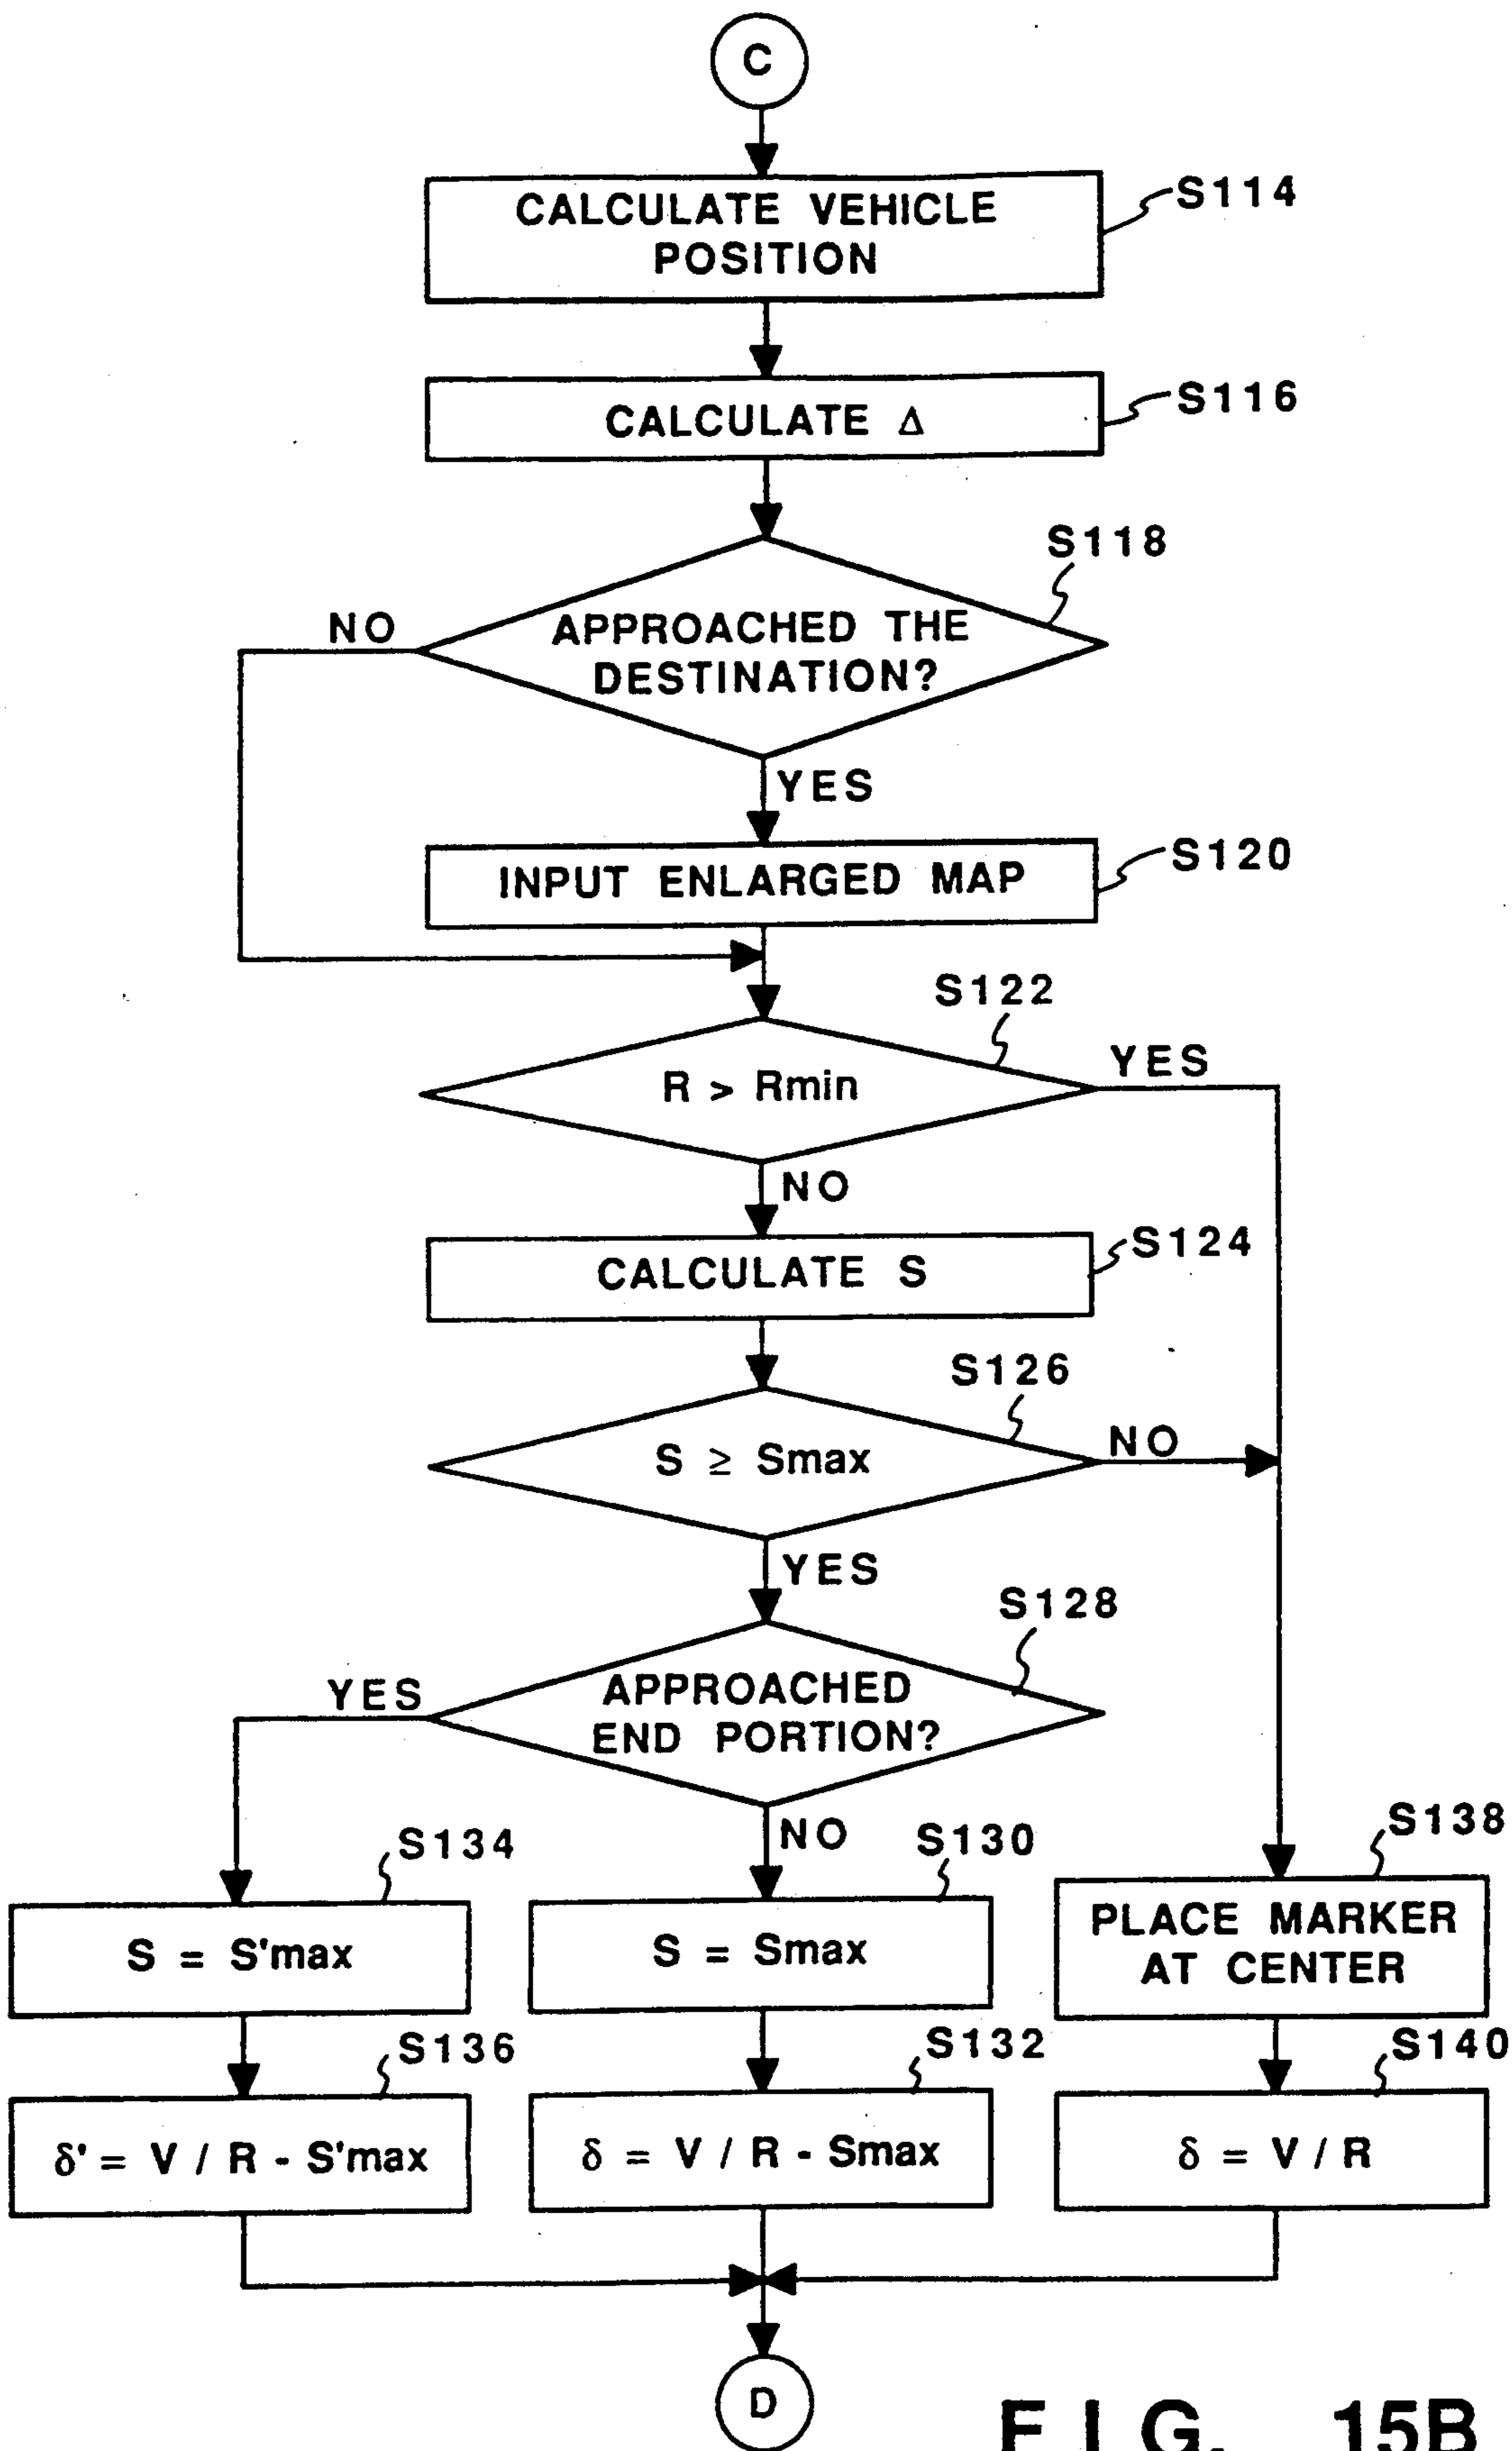 C
CALCULATE VEHICLE
POSITION
S114
CALCULATE Δ
S116
S118
NO
APPROACHED THE
DESTINATION?
YES
INPUT ENLARGED MAP
S120
S122
R > Rmin
YES
NO
CALCULATE S
S124
S126
S ≥ Smax
NO
YES
S128
YES
APPROACHED
END PORTION?
NO
S134
S130
S138
S = S'max
S = Smax
PLACE MARKER
AT CENTER
S136
S132
S140
δ' = V / R - S'max
δ = V / R - Smax
δ = V / R
D
FIG. 15B